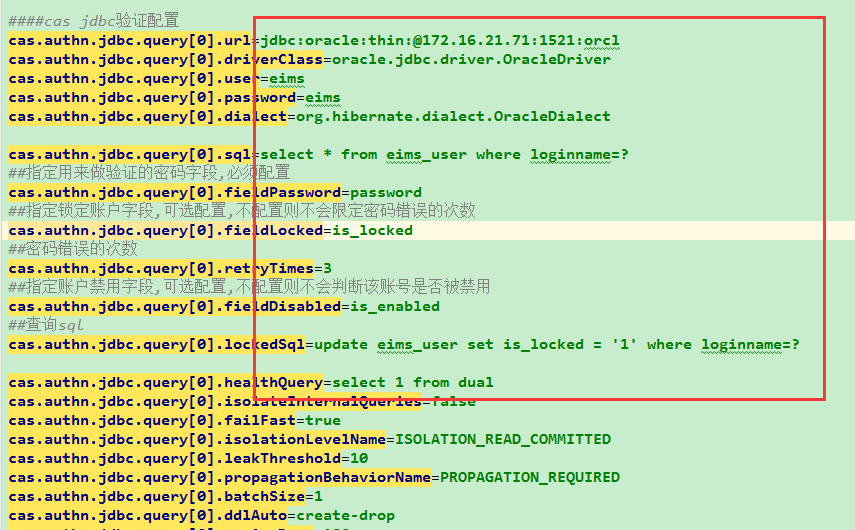 ####cas jdbc验证配置
cas.authn.jdbc.query[0].url=jdbc:oracle:thin:@172.16.21.71:1521:orcl
cas.authn.jdbc.query[0].driverClass=oracle.jdbc.driver.OracleDriver
cas.authn.jdbc.query[0].user=eims
cas.authn.jdbc.query[0].password=eims
cas.authn.jdbc.query[0].dialect=org.hibernate.dialect.OracleDialect
cas.authn.jdbc.query[0].sql=select * from eims_user where loginname=?
##指定用来做验证的密码字段,必须配置
cas.authn.jdbc.query[0].fieldPassword=password
##指定锁定账户字段,可选配置,不配置则不会限定密码错误的次数
cas.authn.jdbc.query[0].fieldLocked=is_locked
##密码错误的次数
cas.authn.jdbc.query[0].retryTimes=3
##指定账户禁用字段,可选配置,不配置则不会判断该账号是否被禁用
cas.authn.jdbc.query[0].fieldDisabled=is_enabled
##查询sql
cas.authn.jdbc.query[0].lockedSql=update eims_user set is_locked = '1' where loginname=?
cas.authn.jdbc.query[0].healthQuery=select 1 from dual
cas.authn.jdbc.query[0].isolateInternalQueries=false
cas.authn.jdbc.query[0].failFast=true
cas.authn.jdbc.query[0].isolationLevelName=ISOLATION_READ_COMMITTED
cas.authn.jdbc.query[0].leakThreshold=10
cas.authn.jdbc.query[0].propagationBehaviorName=PROPAGATION_REQUIRED
cas.authn.jdbc.query[0].batchSize=1
cas.authn.jdbc.query[0].ddlAuto=create-drop